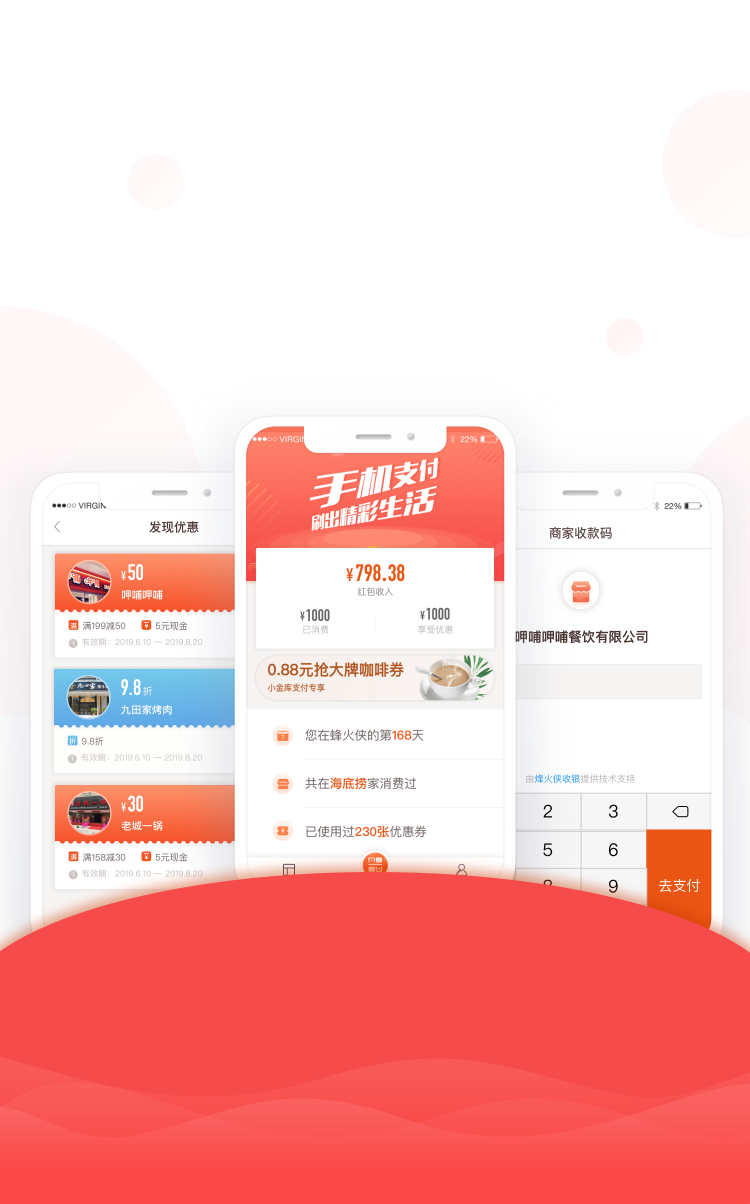 ●●●○○ VIRGIN
发现优惠
¥50
呷哺呷哺
满 满199减50 ¥ 5元现金
有效期：2019.6.10 — 2019.8.20
9.8折
九田家烤肉
折 9.8折
有效期：2019.6.10 — 2019.8.20
¥30
老城一锅
满 满158减30 ¥ 5元现金
有效期：2019.6.10 — 2019.8.20
●●●○○ VIRGIN
22%
手机支付
刷出精彩生活
¥798.38
红包收入
¥1000
已消费
¥1000
享受优惠
0.88元抢大牌咖啡券
小金库支付专享
您在蜂火侠的第168天
共在海底捞家消费过
已使用过230张优惠券
22%
商家收款码
呷哺呷哺餐饮有限公司
由蜂火侠收银提供技术支持
2 3
5 6
8 9
去支付